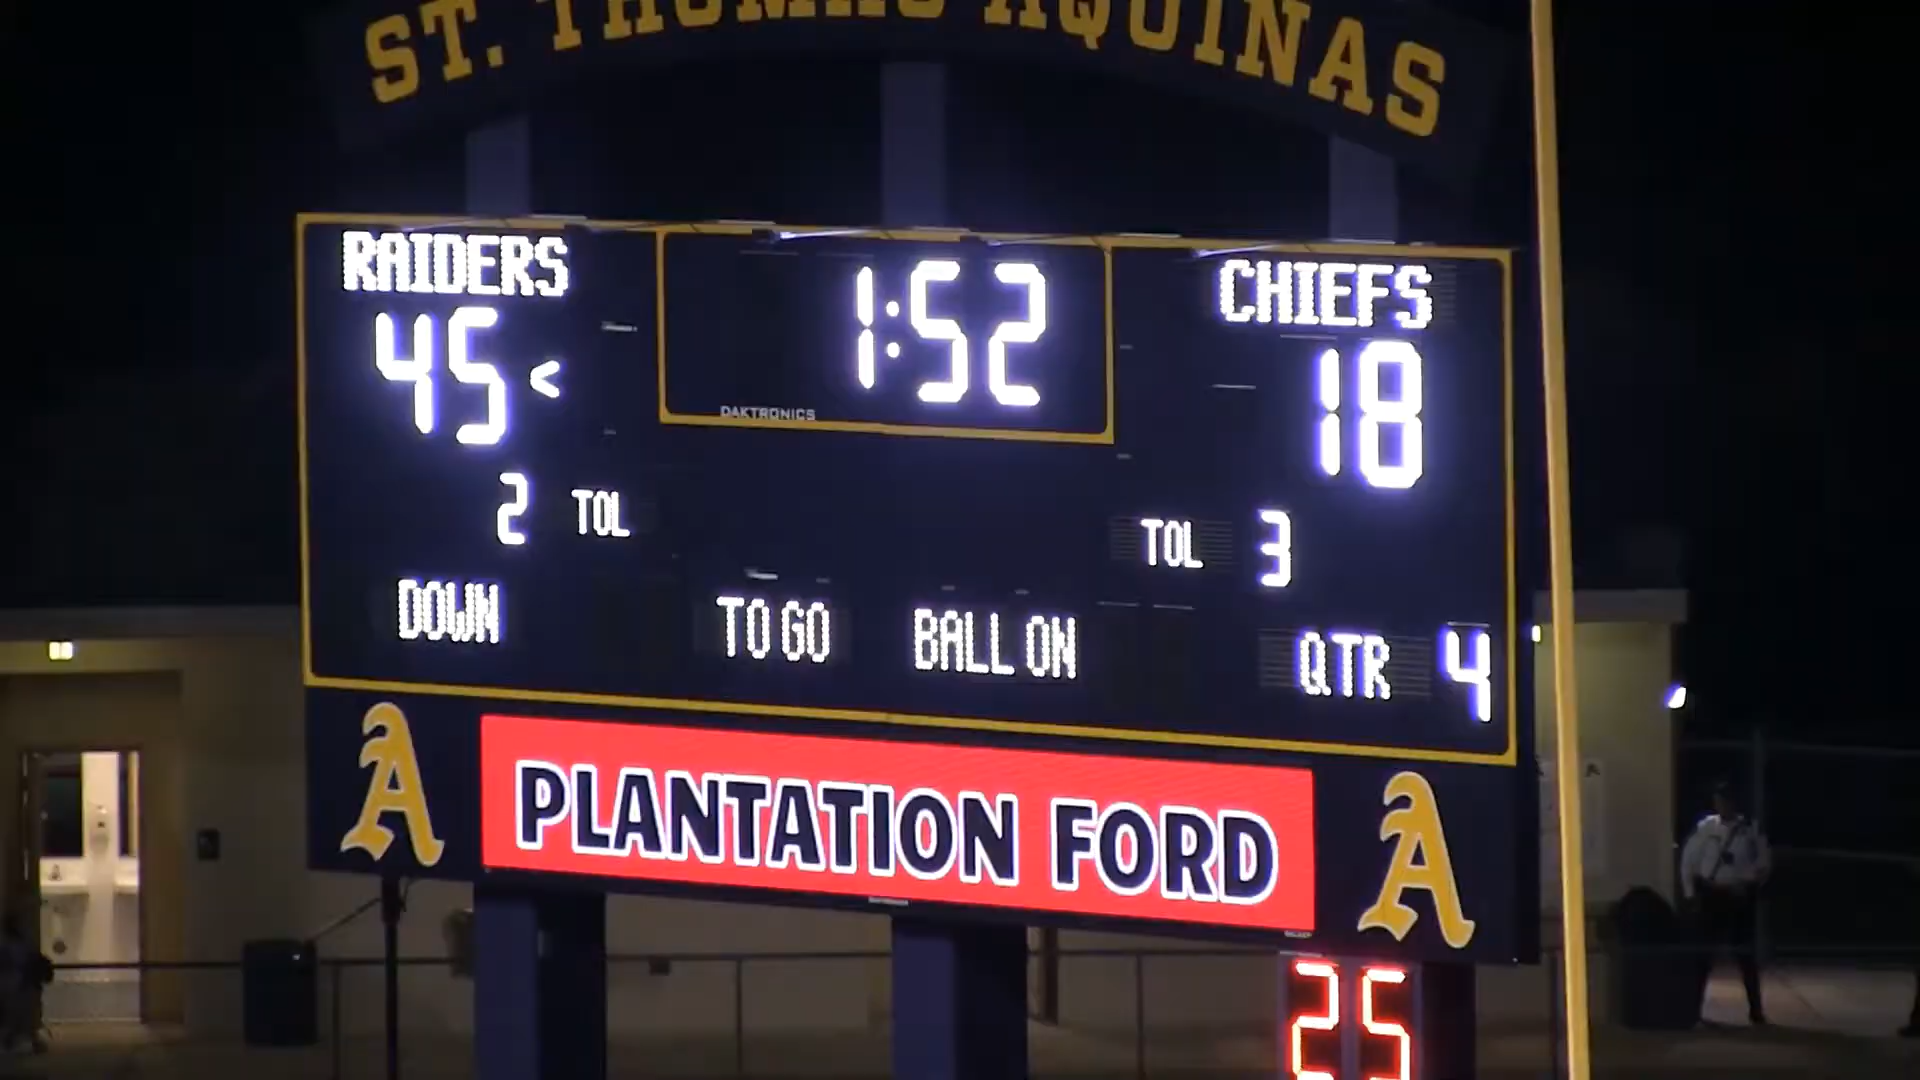 ST. THOMAS AQUINAS
RAIDERS
1:52
CHIEFS
45 <
18
DAKTRONICS
2 TOL
TOL 3
DOWN
TO GO
BALL ON
QTR 4
A
PLANTATION FORD
A
25